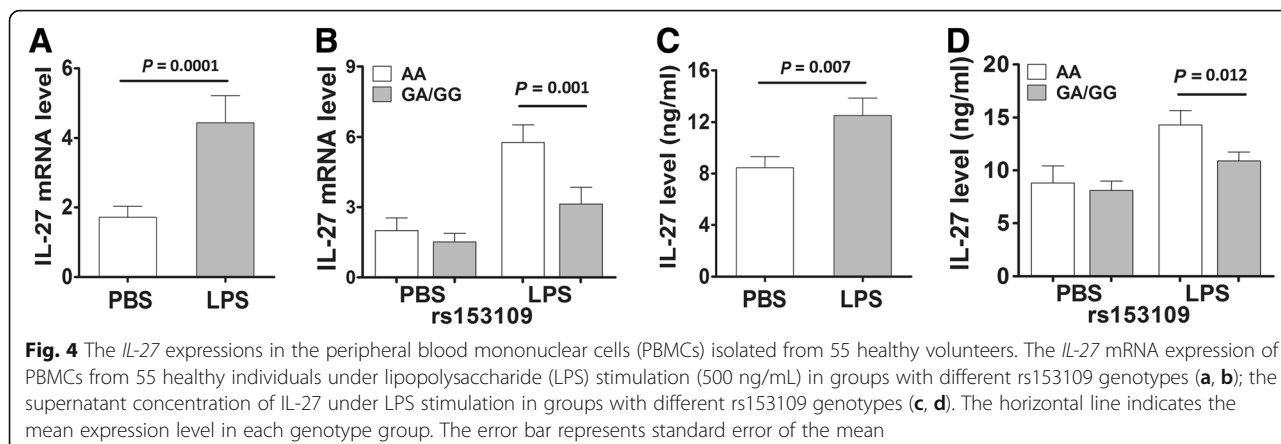 A
B
C
D
P = 0.0001
6
4
2
0
IL-27 mRNA level
PBS
LPS
AA
GA/GG
P = 0.001
9
6
3
0
IL-27 mRNA level
PBS
LPS
rs153109
P = 0.007
16
12
8
4
0
IL-27 level (ng/ml)
PBS
LPS
AA
GA/GG
P = 0.012
20
15
10
5
0
IL-27 level (ng/ml)
PBS
LPS
rs153109
Fig. 4 The IL-27 expressions in the peripheral blood mononuclear cells (PBMCs) isolated from 55 healthy volunteers. The IL-27 mRNA expression of
PBMCs from 55 healthy individuals under lipopolysaccharide (LPS) stimulation (500 ng/mL) in groups with different rs153109 genotypes (a, b); the
supernatant concentration of IL-27 under LPS stimulation in groups with different rs153109 genotypes (c, d). The horizontal line indicates the
mean expression level in each genotype group. The error bar represents standard error of the mean